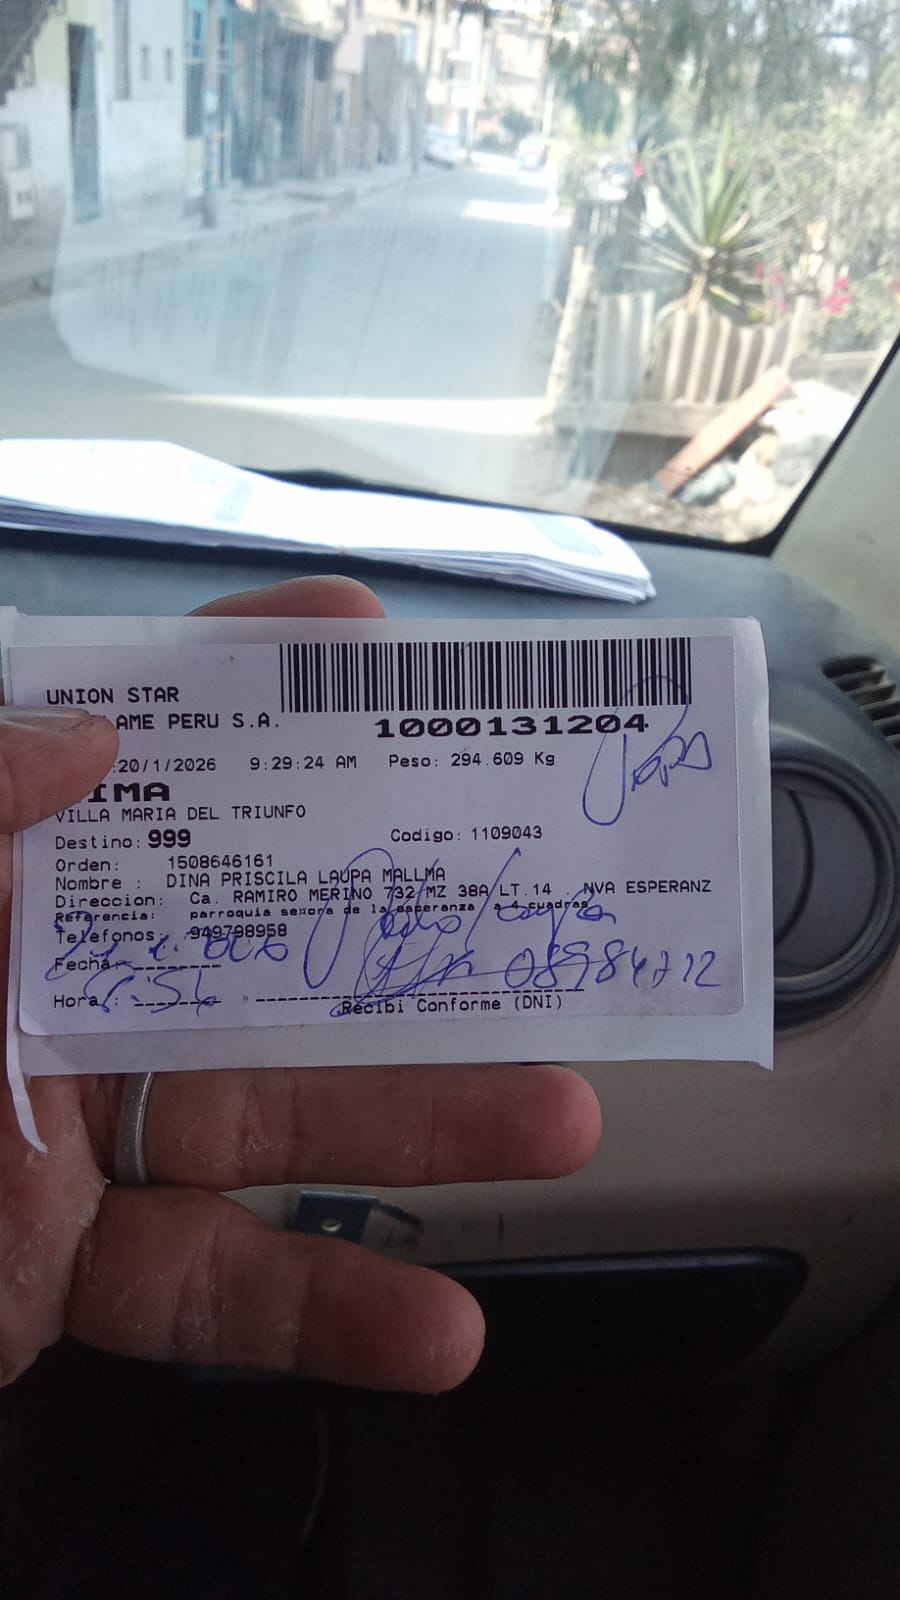 UNION STAR
AME PERU S.A.
1000131204
:20/1/2026 9:29:24 AM Peso: 294.609 Kg
IMA
VILLA MARIA DEL TRIUNFO
Destino: 999 Codigo: 1109043
Orden: 1508646161
Nombre : DINA PRISCILA LAUPA MALLMA
Direccion: Ca. RAMIRO MERINO 732 MZ 38A LT.14 . NVA ESPERANZ
Referencia: parroquia sexora de la esperanza a 4 cuadras
Telefonos: 949798958
Fecha:
Hora :
Recibi Conforme (DNI)